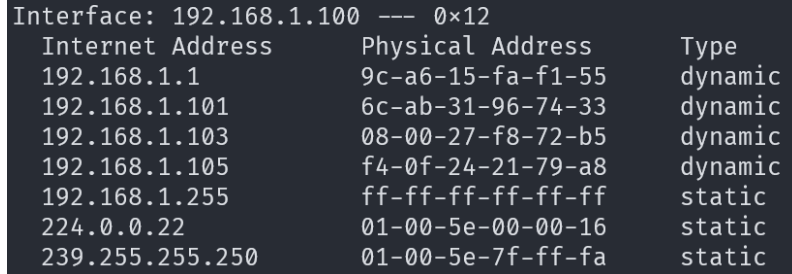 Interface: 192.168.1.100 --- 0x12
Internet Address Physical Address Type
192.168.1.1 9c-a6-15-fa-f1-55 dynamic
192.168.1.101 6c-ab-31-96-74-33 dynamic
192.168.1.103 08-00-27-f8-72-b5 dynamic
192.168.1.105 f4-0f-24-21-79-a8 dynamic
192.168.1.255 ff-ff-ff-ff-ff-ff static
224.0.0.22 01-00-5e-00-00-16 static
239.255.255.250 01-00-5e-7f-ff-fa static